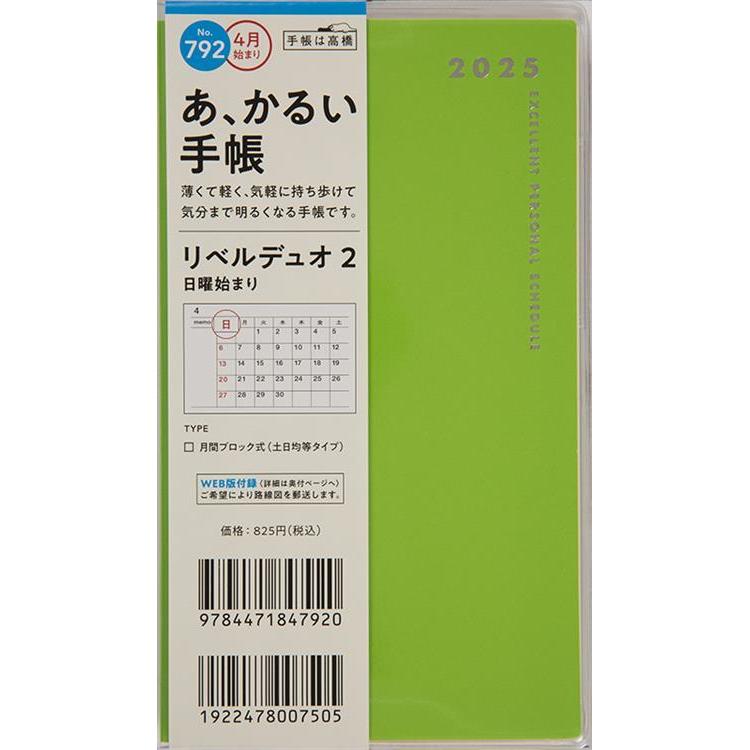 No.
792
4月
始まり
手帳は高橋
あ、かるい
手帳
薄くて軽く、気軽に持ち歩けて
気分まで明るくなる手帳です。
リベルデュオ 2
日曜始まり
4
memo 日 月 火 水 木 金 土
1 2 3 4 5
6 7 8 9 10 11 12
13 14 15 16 17 18 19
20 21 22 23 24 25 26
27 28 29 30
TYPE
□ 月間ブロック式（土日均等タイプ）
WEB版付録（詳細は奥付ページへ）
ご希望により路線図を郵送します。
価格：825円（税込）
9784471847920
1922478007505
2025
EXCELLENT PERSONAL SCHEDULE